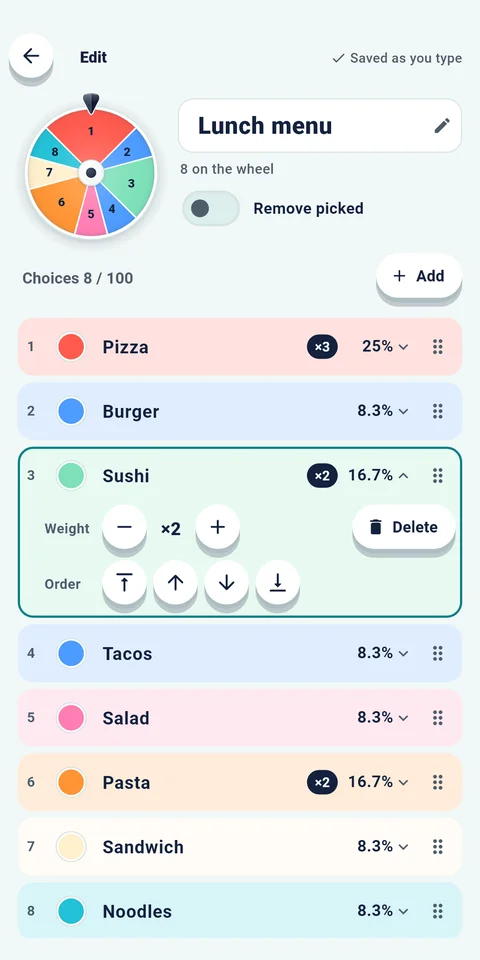 Edit
Saved as you type
1
2
3
4
5
6
7
8
Lunch menu
8 on the wheel
Remove picked
Choices 8 / 100
+ Add
1 Pizza ×3 25%
2 Burger 8.3%
3 Sushi ×2 16.7%
Weight − ×2 + Delete
Order
4 Tacos 8.3%
5 Salad 8.3%
6 Pasta ×2 16.7%
7 Sandwich 8.3%
8 Noodles 8.3%